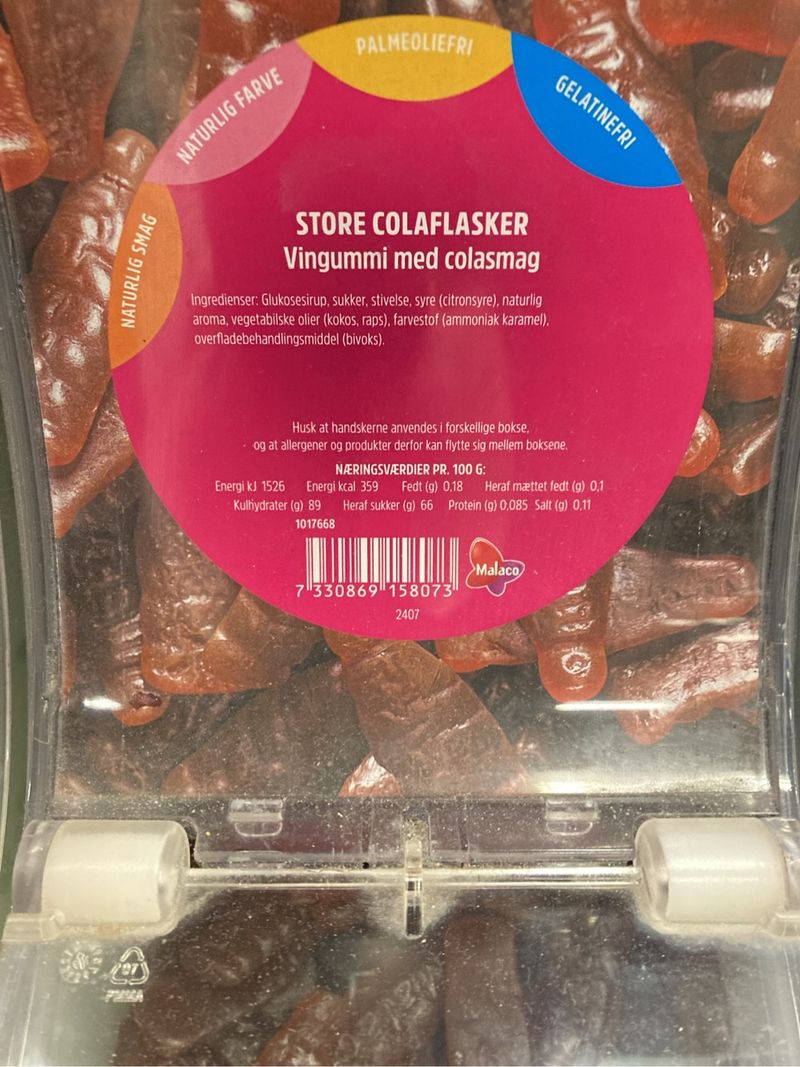 PALMEOLIEFRI
NATURLIG FARVE
GELATINEFRI
NATURLIG SMAG
STORE COLAFLASKER
Vingummi med colasmag
Ingredienser: Glukosesirup, sukker, stivelse, syre (citronsyre), naturlig
aroma, vegetabilske olier (kokos, raps), farvestof (ammoniak karamel),
overfladebehandlingsmiddel (bivoks).
Husk at handskerne anvendes i forskellige bokse,
og at allergener og produkter derfor kan flytte sig mellem boksene.
NÆRINGSVÆRDIER PR. 100 G:
Energi kJ 1526 Energi kcal 359 Fedt (g) 0,18 Heraf mættet fedt (g) 0,1
Kulhydrater (g) 89 Heraf sukker (g) 66 Protein (g) 0,085 Salt (g) 0,11
1017668
7 330869 158073
Malaco
2407
07